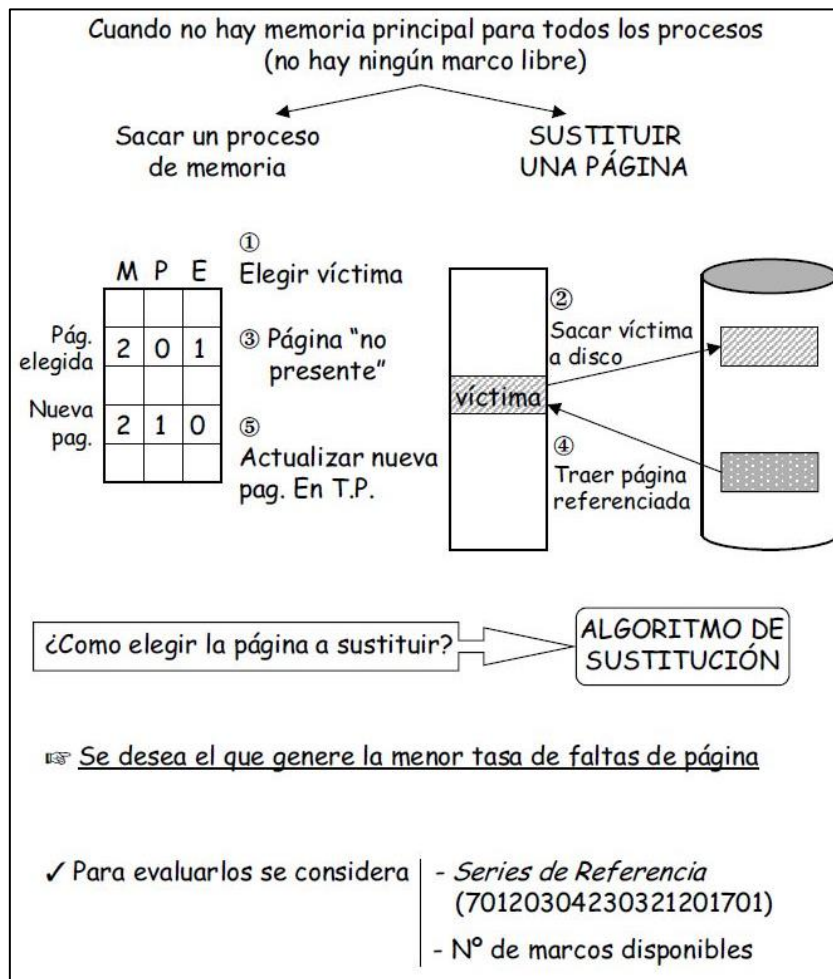 Cuando no hay memoria principal para todos los procesos
(no hay ningún marco libre)
Sacar un proceso
de memoria
SUSTITUIR
UNA PÁGINA
M P E
Pág.
elegida
2 0 1
Nueva
pag.
2 1 0
①
Elegir víctima
③ Página “no
presente”
⑤
Actualizar nueva
pag. En T.P.
víctima
②
Sacar víctima
a disco
④
Traer página
referenciada
¿Como elegir la página a sustituir?
ALGORITMO DE
SUSTITUCIÓN
☞ Se desea el que genere la menor tasa de faltas de página
✓ Para evaluarlos se considera
- Series de Referencia
(70120304230321201701)
- Nº de marcos disponibles